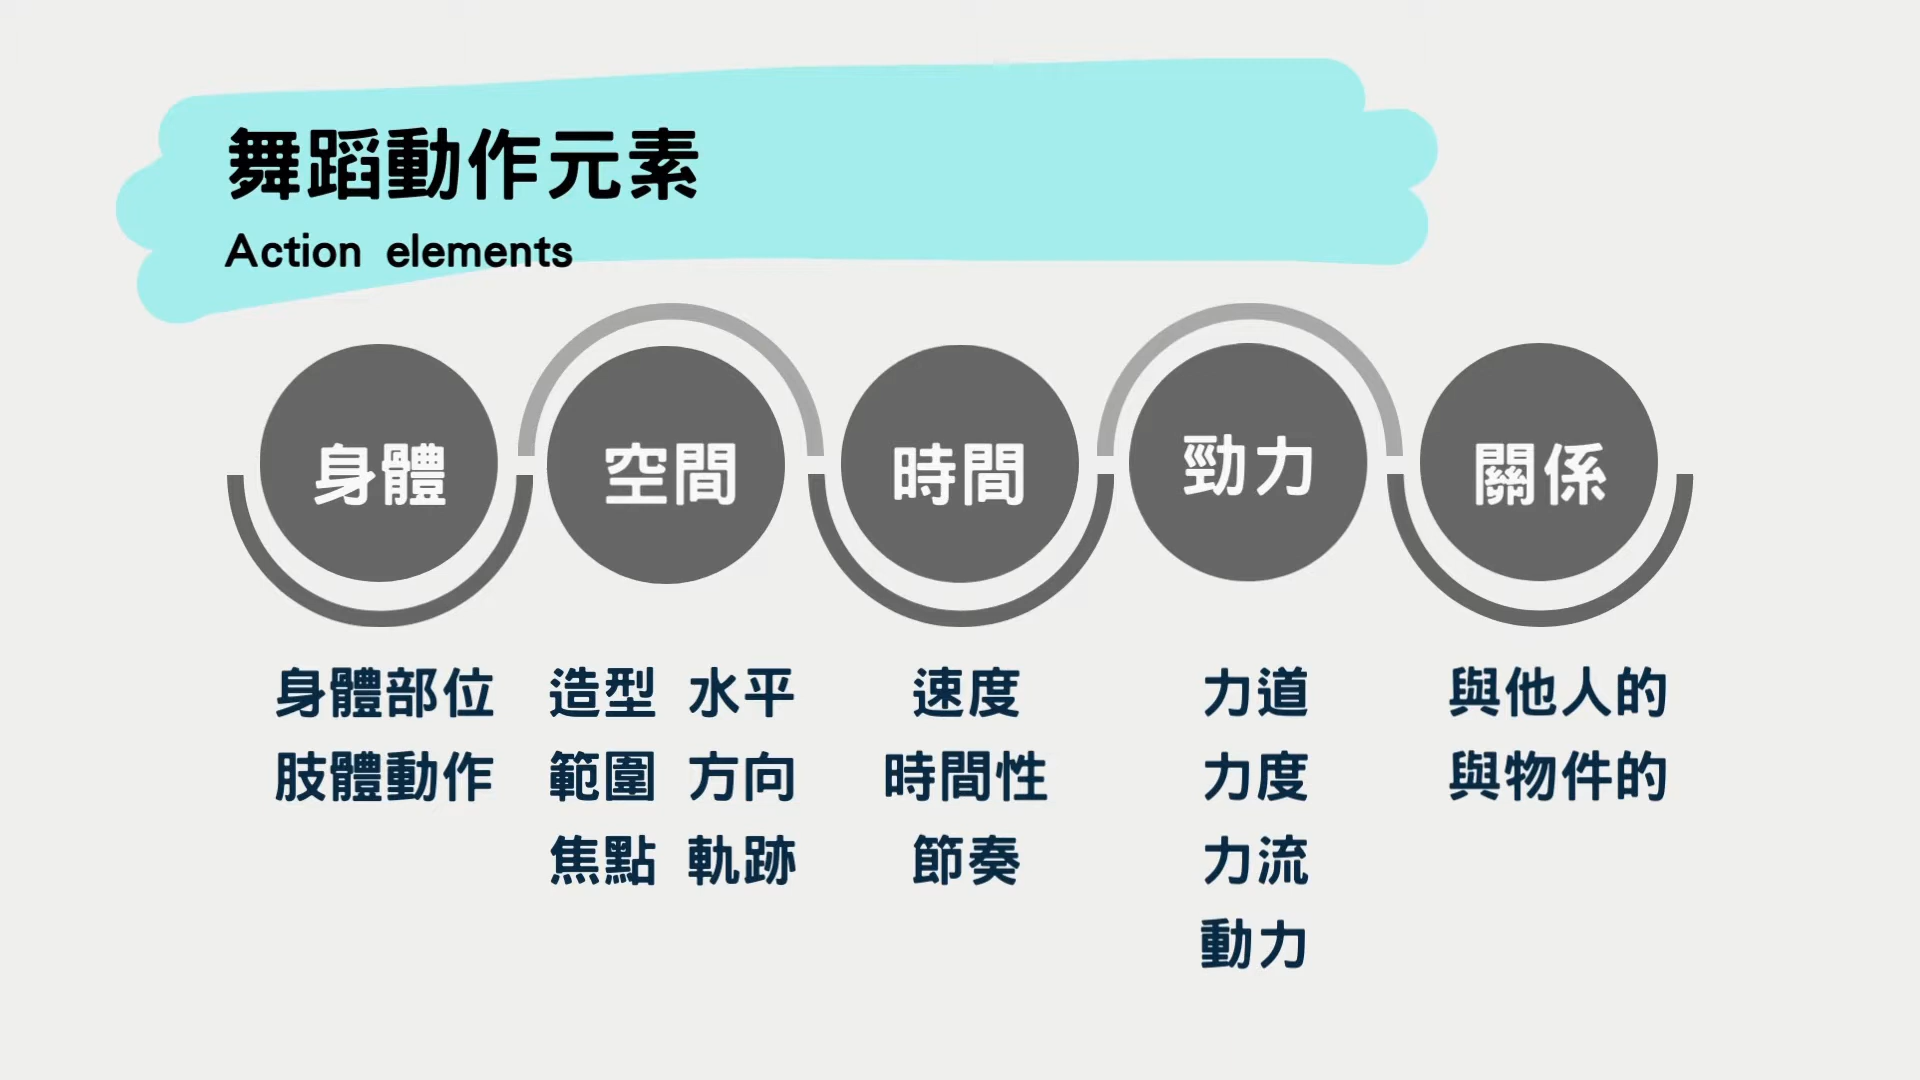 舞蹈動作元素
Action elements
身體
空間
時間
勁力
關係
身體部位
肢體動作
造型 水平
範圍 方向
焦點 軌跡
速度
時間性
節奏
力道
力度
力流
動力
與他人的
與物件的